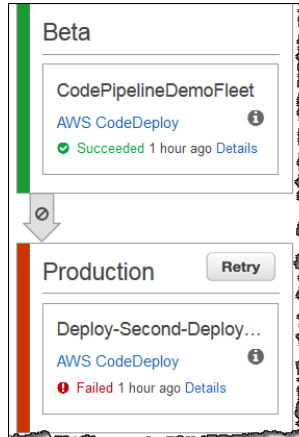 Beta
CodePipelineDemoFleet
AWS CodeDeploy
Succeeded 1 hour ago Details
Production
Retry
Deploy-Second-Deploy…
AWS CodeDeploy
Failed 1 hour ago Details